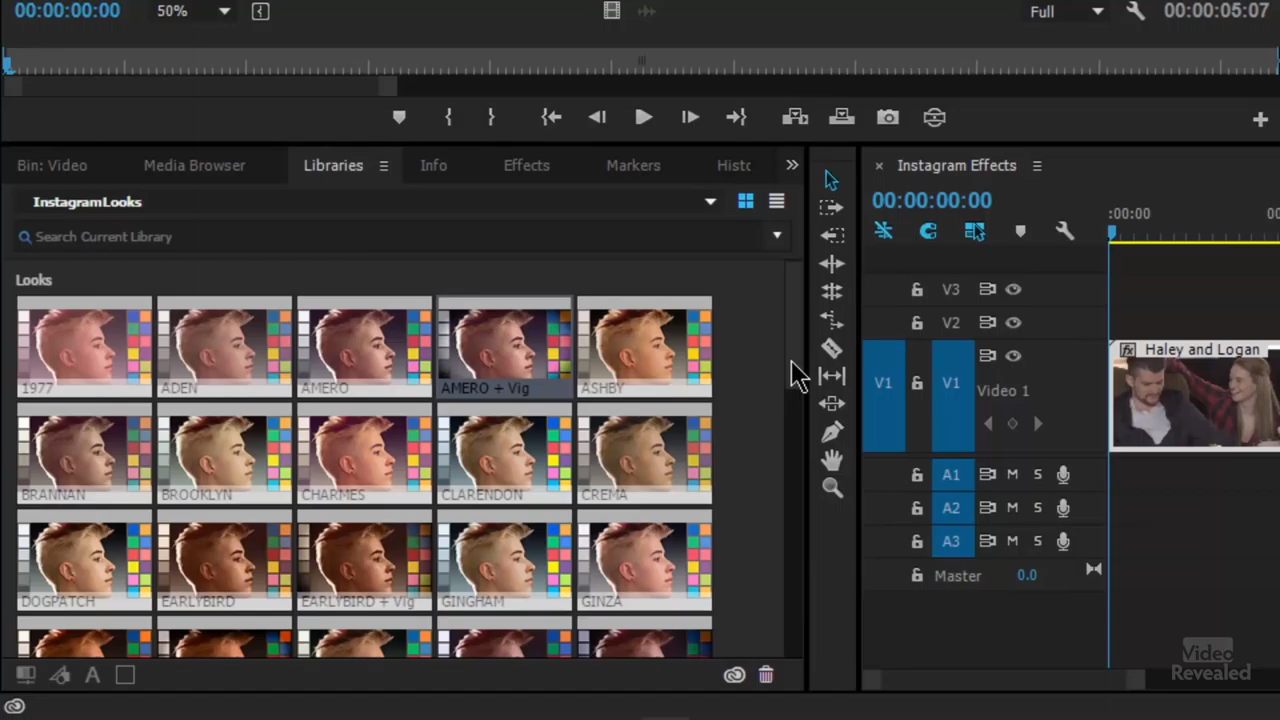 00:00:00:00 50% Full 00:00:05:07
Bin: Video Media Browser Libraries Info Effects Markers Histc
InstagramLooks
Search Current Library
Looks
1977 ADEN AMERO AMERO + Vig ASHBY
BRANNAN BROOKLYN CHARMES CLARENDON CREMA
DOGPATCH EARLYBIRD EARLYBIRD + Vig GINGHAM GINZA
Instagram Effects
00:00:00:00
:00:00 00
V3
V2
fx Haley and Logan
V1 V1
Video 1
A1 M S
A2 M S
A3 M S
Master 0.0
Video
Revealed